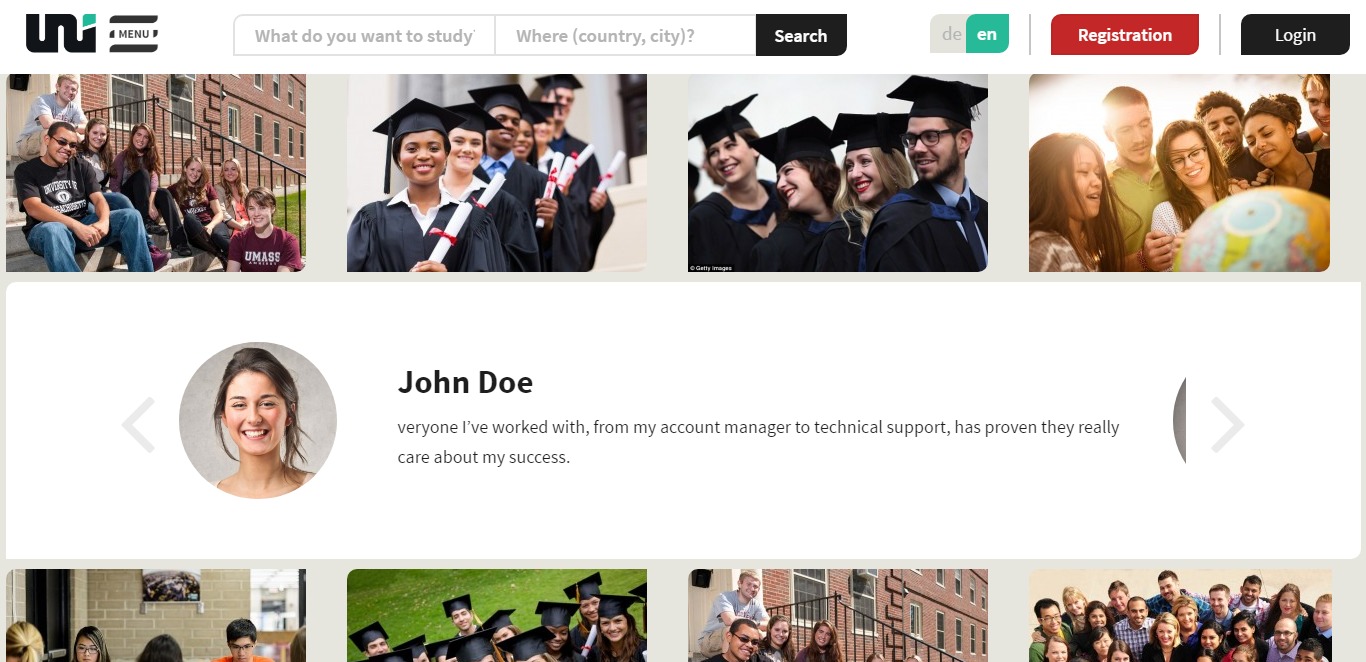 uni
MENU
What do you want to study?
Where (country, city)?
Search
de
en
Registration
Login
UNIVERSITY OF
MASSACHUSETTS
UMASS
AMHERST
© Getty Images
John Doe
veryone I've worked with, from my account manager to technical support, has proven they really
care about my success.